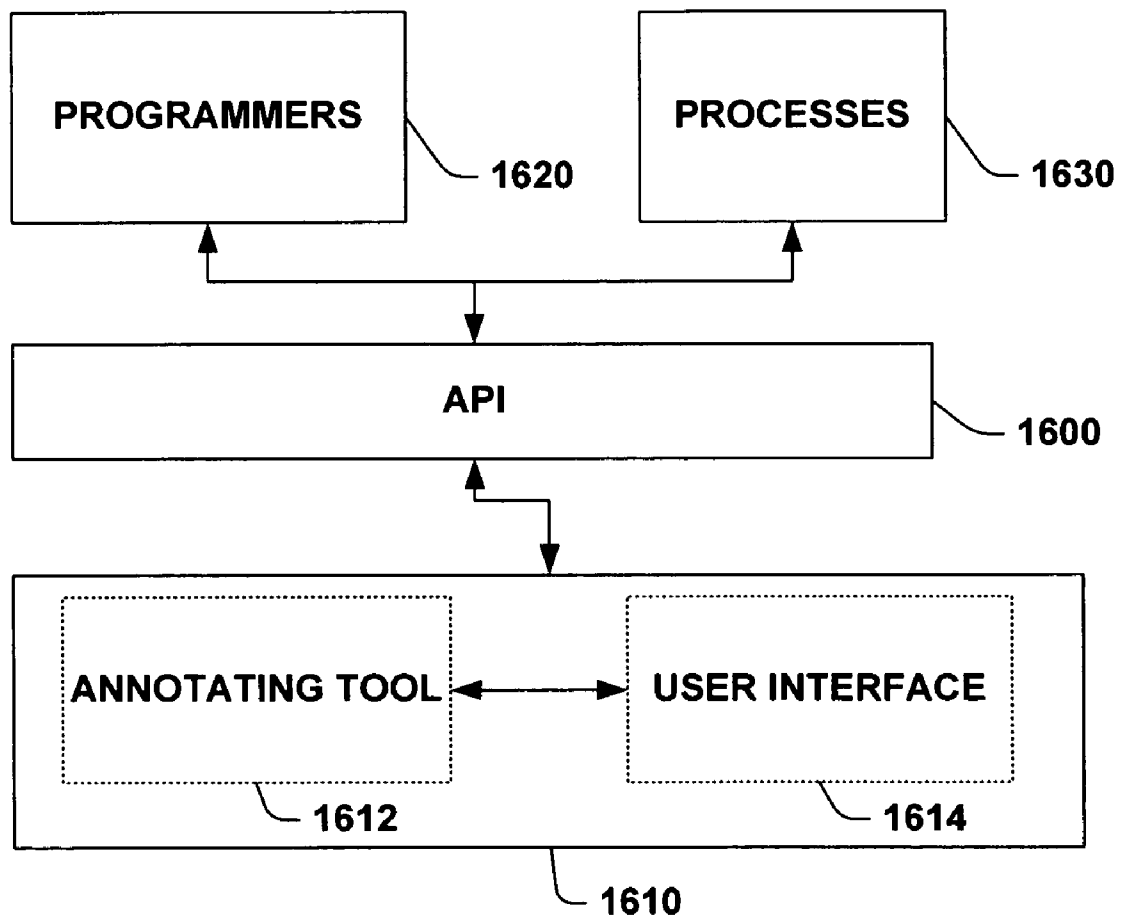 PROGRAMMERS
PROCESSES
1620
1630
API
1600
ANNOTATING TOOL
USER INTERFACE
1612
1614
1610